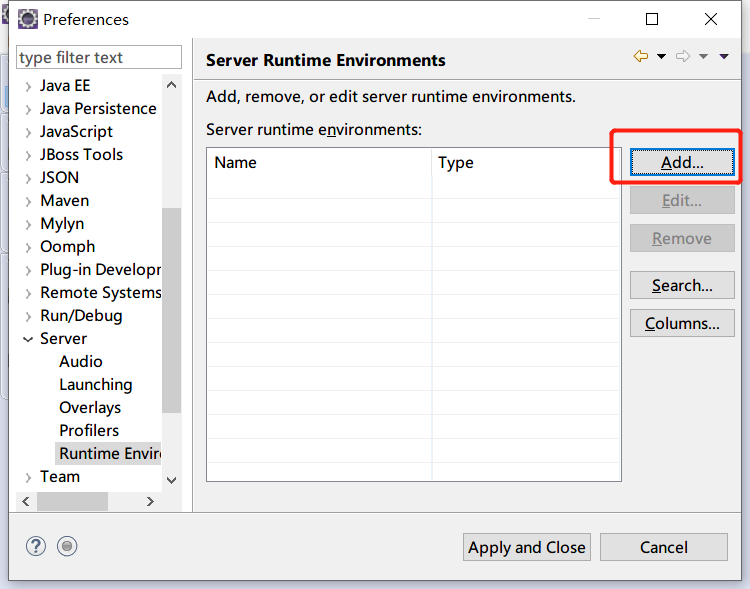 Preferences
type filter text
Java EE
Java Persistence
JavaScript
JBoss Tools
JSON
Maven
Mylyn
Oomph
Plug-in Developr
Remote Systems
Run/Debug
Server
Audio
Launching
Overlays
Profilers
Runtime Enviro
Team
Server Runtime Environments
Add, remove, or edit server runtime environments.
Server runtime environments:
Name Type
Add...
Edit...
Remove
Search...
Columns...
Apply and Close Cancel